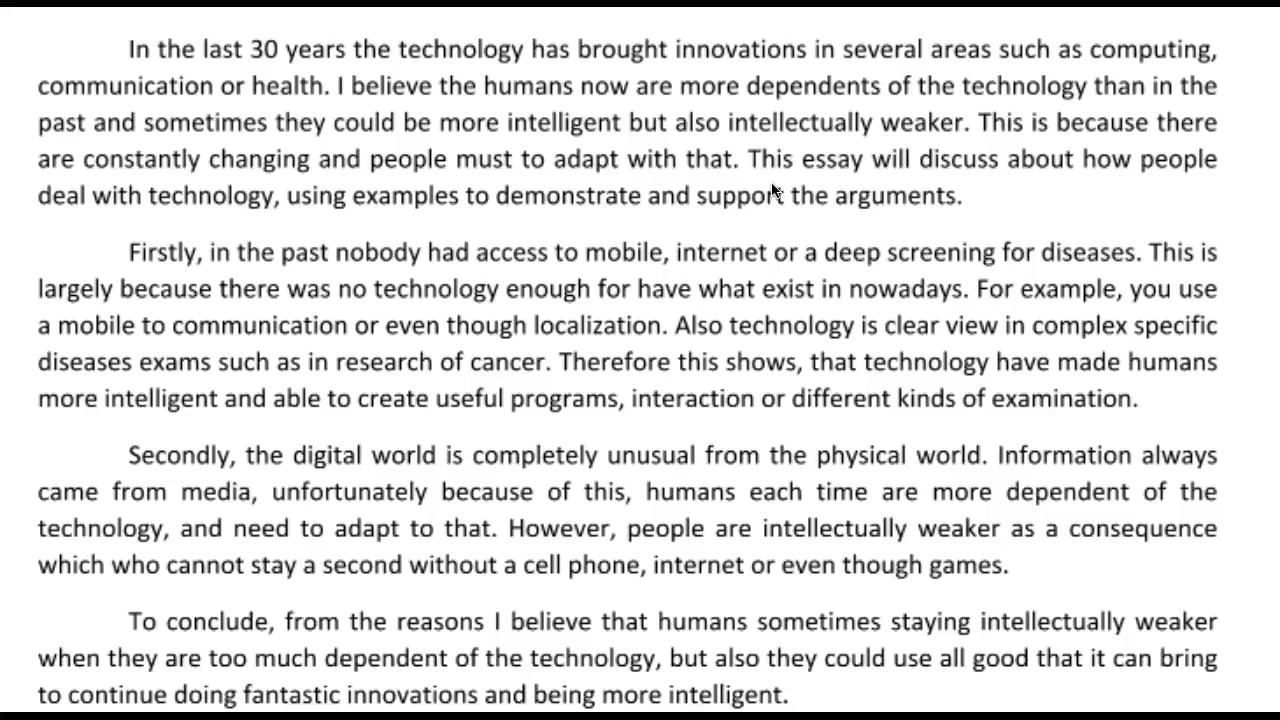 In the last 30 years the technology has brought innovations in several areas such as computing,
communication or health. I believe the humans now are more dependents of the technology than in the
past and sometimes they could be more intelligent but also intellectually weaker. This is because there
are constantly changing and people must to adapt with that. This essay will discuss about how people
deal with technology, using examples to demonstrate and support the arguments.
Firstly, in the past nobody had access to mobile, internet or a deep screening for diseases. This is
largely because there was no technology enough for have what exist in nowadays. For example, you use
a mobile to communication or even though localization. Also technology is clear view in complex specific
diseases exams such as in research of cancer. Therefore this shows, that technology have made humans
more intelligent and able to create useful programs, interaction or different kinds of examination.
Secondly, the digital world is completely unusual from the physical world. Information always
came from media, unfortunately because of this, humans each time are more dependent of the
technology, and need to adapt to that. However, people are intellectually weaker as a consequence
which who cannot stay a second without a cell phone, internet or even though games.
To conclude, from the reasons I believe that humans sometimes staying intellectually weaker
when they are too much dependent of the technology, but also they could use all good that it can bring
to continue doing fantastic innovations and being more intelligent.